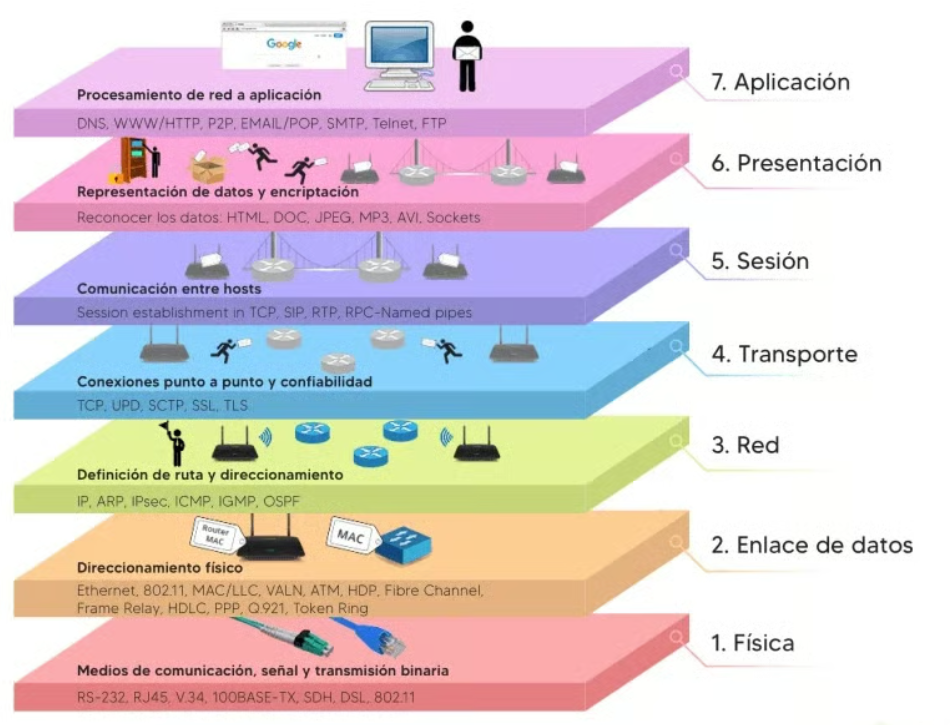 Google
Procesamiento de red a aplicación
DNS, WWW/HTTP, P2P, EMAIL/POP, SMTP, Telnet, FTP
7. Aplicación
Representación de datos y encriptación
Reconocer los datos: HTML, DOC, JPEG, MP3, AVI, Sockets
6. Presentación
Comunicación entre hosts
Session establishment in TCP, SIP, RTP, RPC-Named pipes
5. Sesión
Conexiones punto a punto y confiabilidad
TCP, UPD, SCTP, SSL, TLS
4. Transporte
Definición de ruta y direccionamiento
IP, ARP, IPsec, ICMP, IGMP, OSPF
3. Red
Router
MAC
MAC
Direccionamiento físico
Ethernet, 802.11, MAC/LLC, VALN, ATM, HDP, Fibre Channel,
Frame Relay, HDLC, PPP, Q.921, Token Ring
2. Enlace de datos
Medios de comunicación, señal y transmisión binaria
RS-232, RJ45, V.34, 100BASE-TX, SDH, DSL, 802.11
1. Física